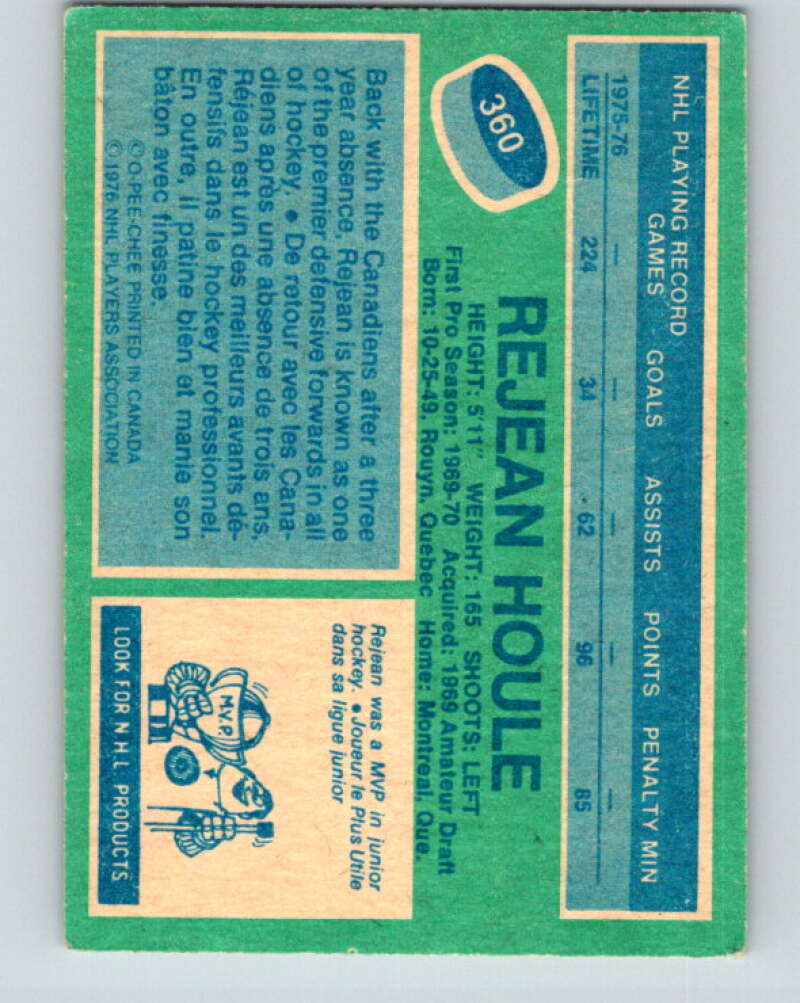 360
REJEAN HOULE
HEIGHT: 5'11" WEIGHT: 165 SHOOTS: LEFT
First Pro Season: 1969-70 Acquired: 1969 Amateur Draft
Born: 10-25-49, Rouyn, Quebec Home: Montreal, Que.
NHL PLAYING RECORD
GAMES GOALS ASSISTS POINTS PENALTY MIN
1975-76 — — — — —
LIFETIME 224 34 62 96 85
Back with the Canadiens after a three
year absence, Rejean is known as one
of the premier defensive forwards in all
of hockey. ● De retour avec les Cana-
diens après une absence de trois ans,
Rejean est un des meilleurs avants dé-
fensifs dans le hockey professionnel.
En outre, il patine bien et manie son
bâton avec finesse.
© O-PEE-CHEE PRINTED IN CANADA
© 1976 NHL PLAYERS ASSOCIATION
Rejean was a MVP in junior
hockey. ● Joueur le Plus Utile
dans sa ligue junior
M.V.P.
LOOK FOR N.H.L. PRODUCTS